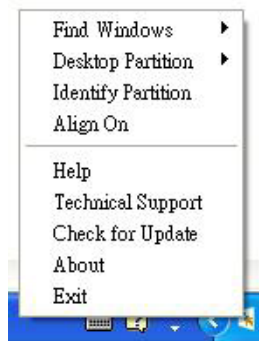 Find Windows
Desktop Partition
Identify Partition
Align On
Help
Technical Support
Check for Update
About
Exit